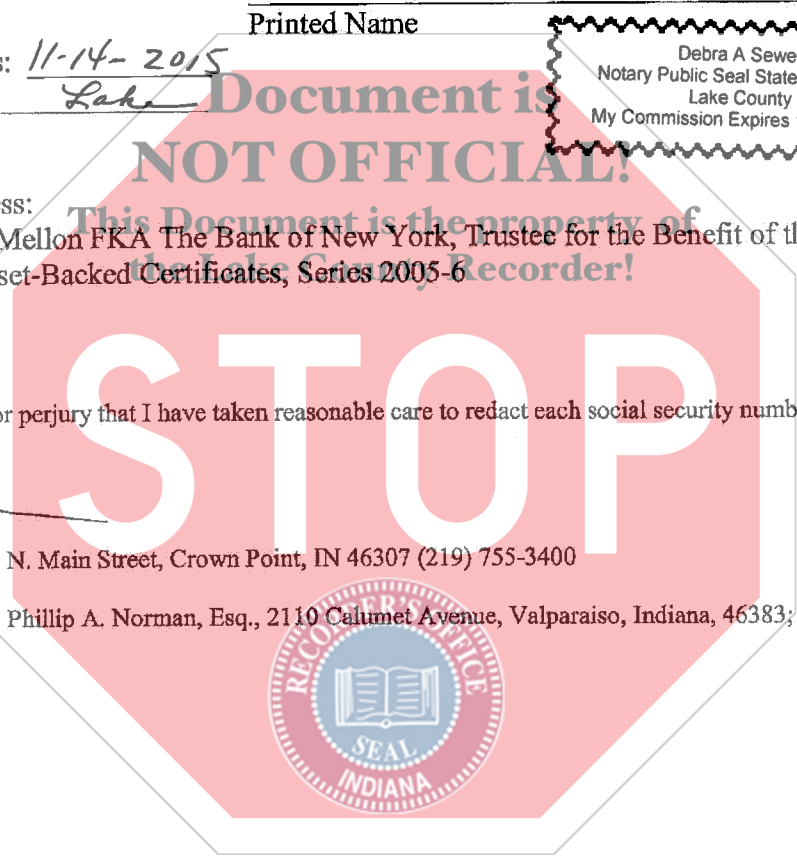 Printed Name
s: 11-14-2015
Lake
Debra A Sewe
Notary Public Seal State
Lake County
My Commission Expires
Document is
NOT OFFICIAL!
ss:
This Document is the property of
Mellon FKA The Bank of New York, Trustee for the Benefit of th
the Lake County Recorder!
set-Backed Certificates, Series 2005-6
STOP
or perjury that I have taken reasonable care to redact each social security numb
N. Main Street, Crown Point, IN 46307 (219) 755-3400
Phillip A. Norman, Esq., 2110 Calumet Avenue, Valparaiso, Indiana, 46383;
RECORDER'S OFFICE
SEAL
INDIANA